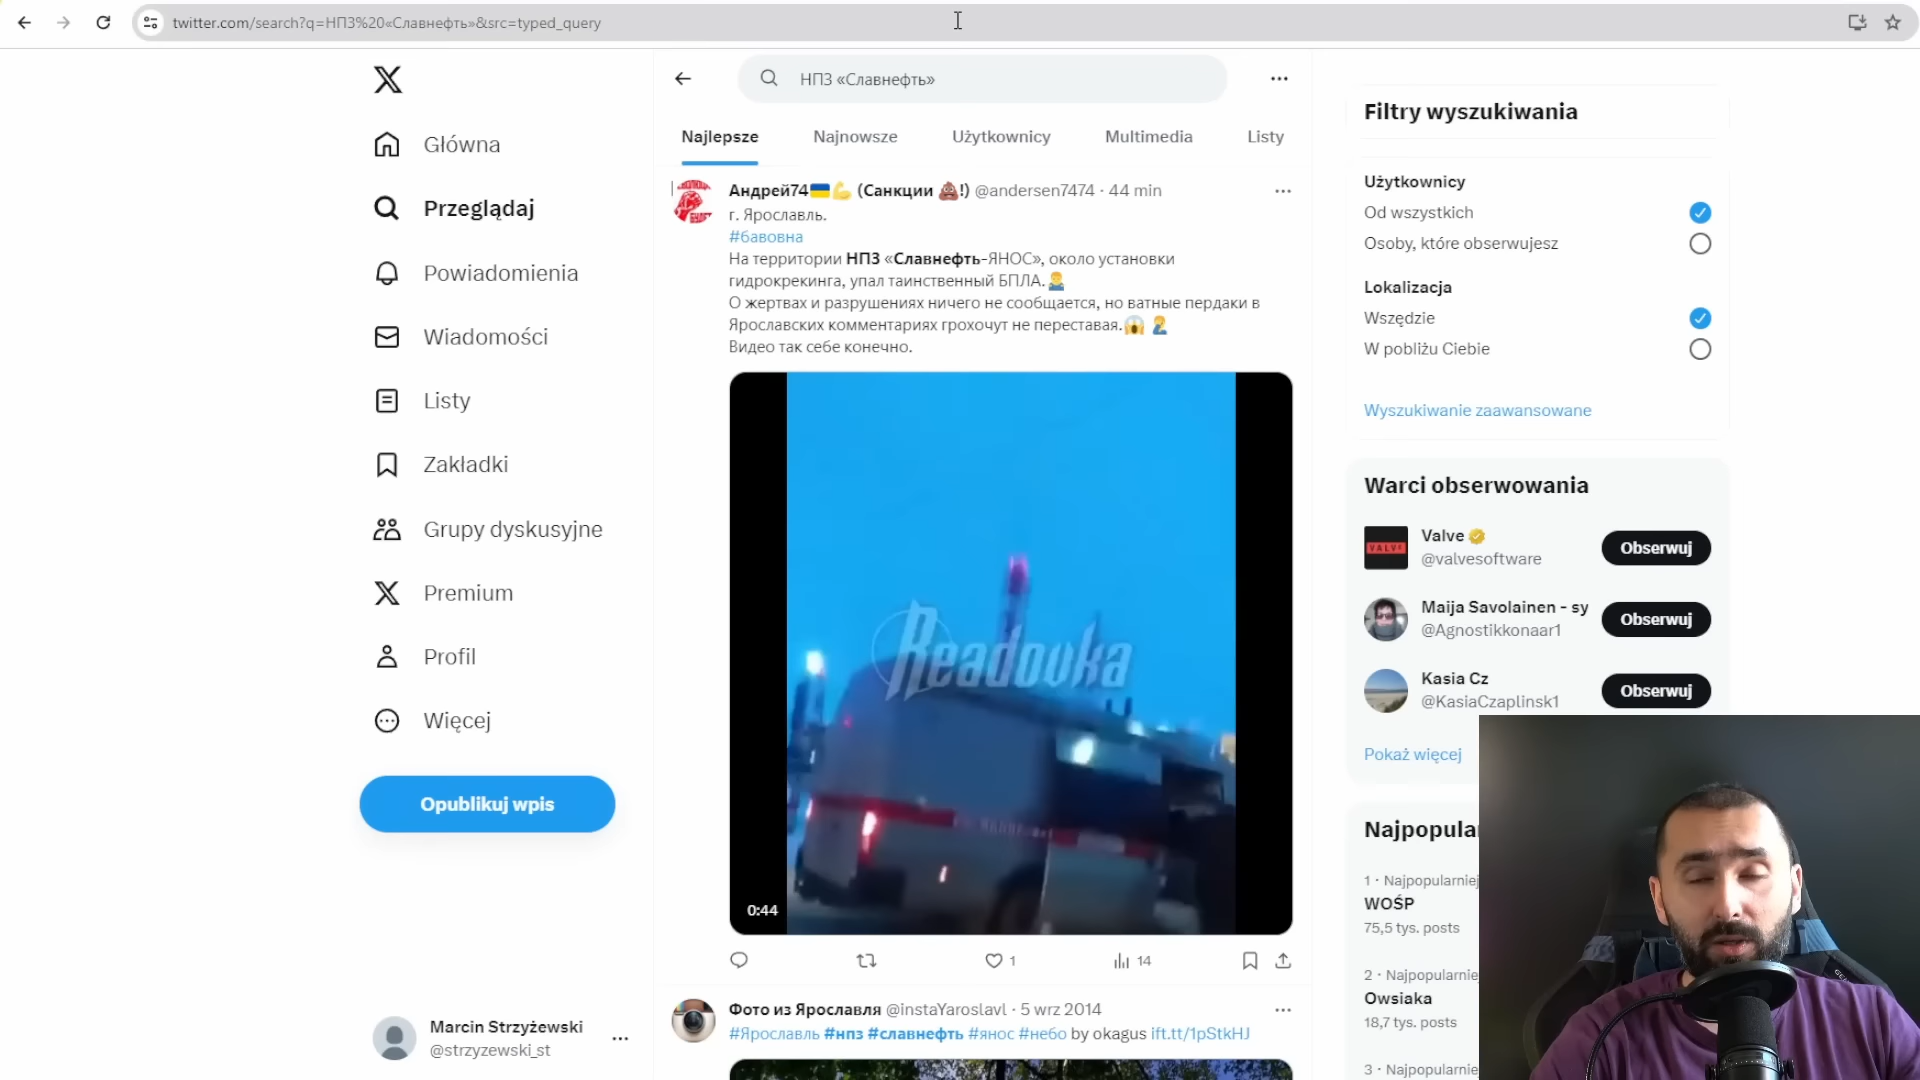 twitter.com/search?q=НПЗ%20«Славнефть»&src=typed_query
НПЗ «Славнефть»
Najlepsze
Najnowsze
Użytkownicy
Multimedia
Listy
Główna
Przeglądaj
Powiadomienia
Wiadomości
Listy
Zakładki
Grupy dyskusyjne
Premium
Profil
Więcej
Opublikuj wpis
Marcin Strzyżewski
@strzyzewski_st
Андрей74🇺🇦💪 (Санкции 💩!) @andersen7474 · 44 min
г. Ярославль.
#бавовна
На территории НПЗ «Славнефть-ЯНОС», около установки
гидрокрекинга, упал таинственный БПЛА.🤷‍♂️
О жертвах и разрушениях ничего не сообщается, но ватные пердаки в
Ярославских комментариях грохочут не переставая.😱 🤦‍♂️
Видео так себе конечно.
Readovka
0:44
1
14
Фото из Ярославля @instaYaroslavl · 5 wrz 2014
#Ярославль #нпз #славнефть #янос #небо by okagus ift.tt/1pStkHJ
Filtry wyszukiwania
Użytkownicy
Od wszystkich
Osoby, które obserwujesz
Lokalizacja
Wszędzie
W pobliżu Ciebie
Wyszukiwanie zaawansowane
Warci obserwowania
VALVE
Valve
@valvesoftware
Obserwuj
Maija Savolainen - sy
@Agnostikkonaar1
Obserwuj
Kasia Cz
@KasiaCzaplinsk1
Obserwuj
Pokaż więcej
Najpopula
1 · Najpopularniej
WOŚP
75,5 tys. posts
2 · Najpopularnie
Owsiaka
18,7 tys. posts
3 · Najpopularnie